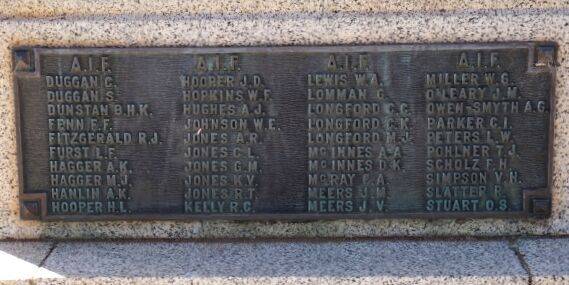 A.I.F.
DUGGAN C.
DUGGAN S.
DUNSTAN B.H.K.
FENN F.F.
FITZGERALD R.J.
FURST L.F.
HAGGER A.K.
HAGGER M.J.
HAMLYN A.K.
HOOPER H.L.
A.I.F.
HOOPER J.D.
HOPKINS W.F.
HUGHES A.J.
JOHNSON W.E.
JONES A.R.
JONES C.L.
JONES G.M.
JONES K.V.
JONES R.T.
KELLY R.C.
A.I.F.
LEWIS W.A.
LOMMAN G.
LONGFORD C.C.
LONGFORD C.K.
LONGFORD M.J.
McINNES D.K.
McRAY C.A.
MEERS J.M.
MEERS J.V.
A.I.F.
MILLER W.G.
O'LEARY J.M.
OWEN-SMYTH A.G.
PARKER C.I.
PETERS L.W.
POHLNER T.J.
SCHOLZ F.H.
SIMPSON V.H.
SLATTER R.
STUART O.S.